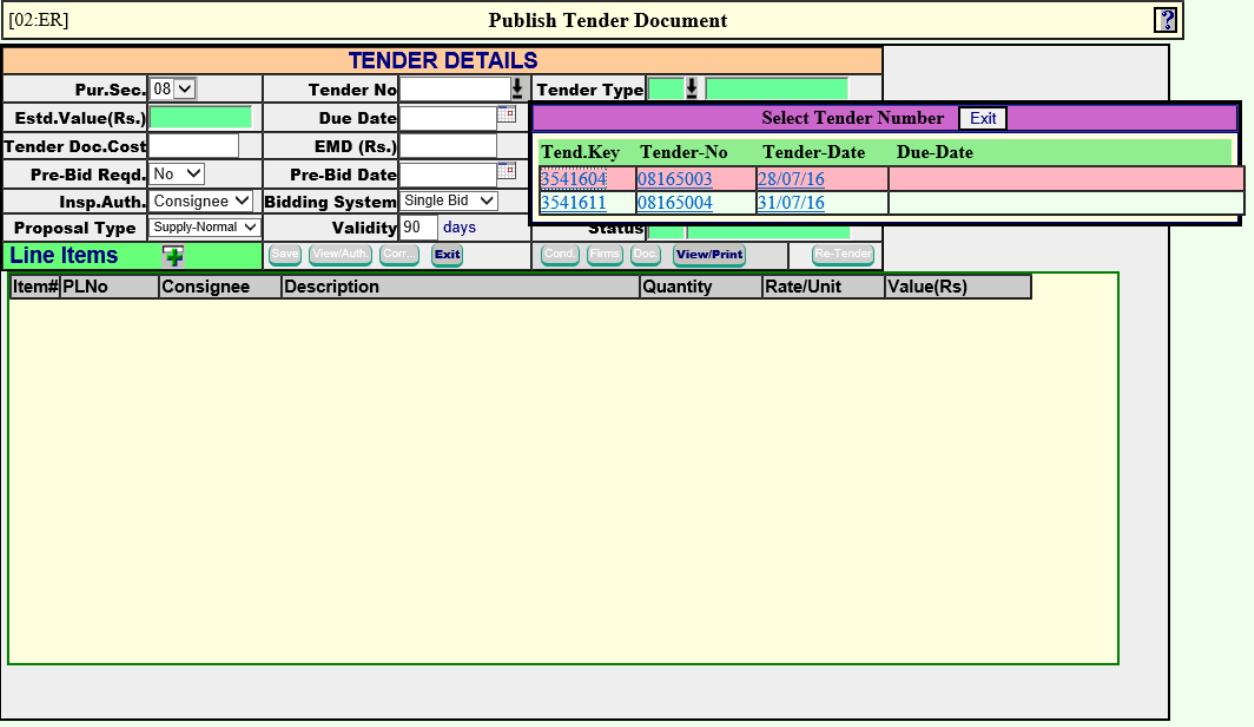 [02:ER] Publish Tender Document ?
TENDER DETAILS
Pur.Sec. 08 Tender No Tender Type
Estd.Value(Rs.) Due Date
Select Tender Number Exit
Tender Doc.Cost EMD (Rs.)
Tend.Key Tender-No Tender-Date Due-Date
Pre-Bid Reqd. No Pre-Bid Date
3541604 08165003 28/07/16
Insp.Auth. Consignee Bidding System Single Bid
3541611 08165004 31/07/16
Proposal Type Supply-Normal Validity 90 days Status
Line Items Save View/Auth. Corr... Exit Cond. Firms Doc. View/Print Re-Tender
Item# PLNo Consignee Description Quantity Rate/Unit Value(Rs)